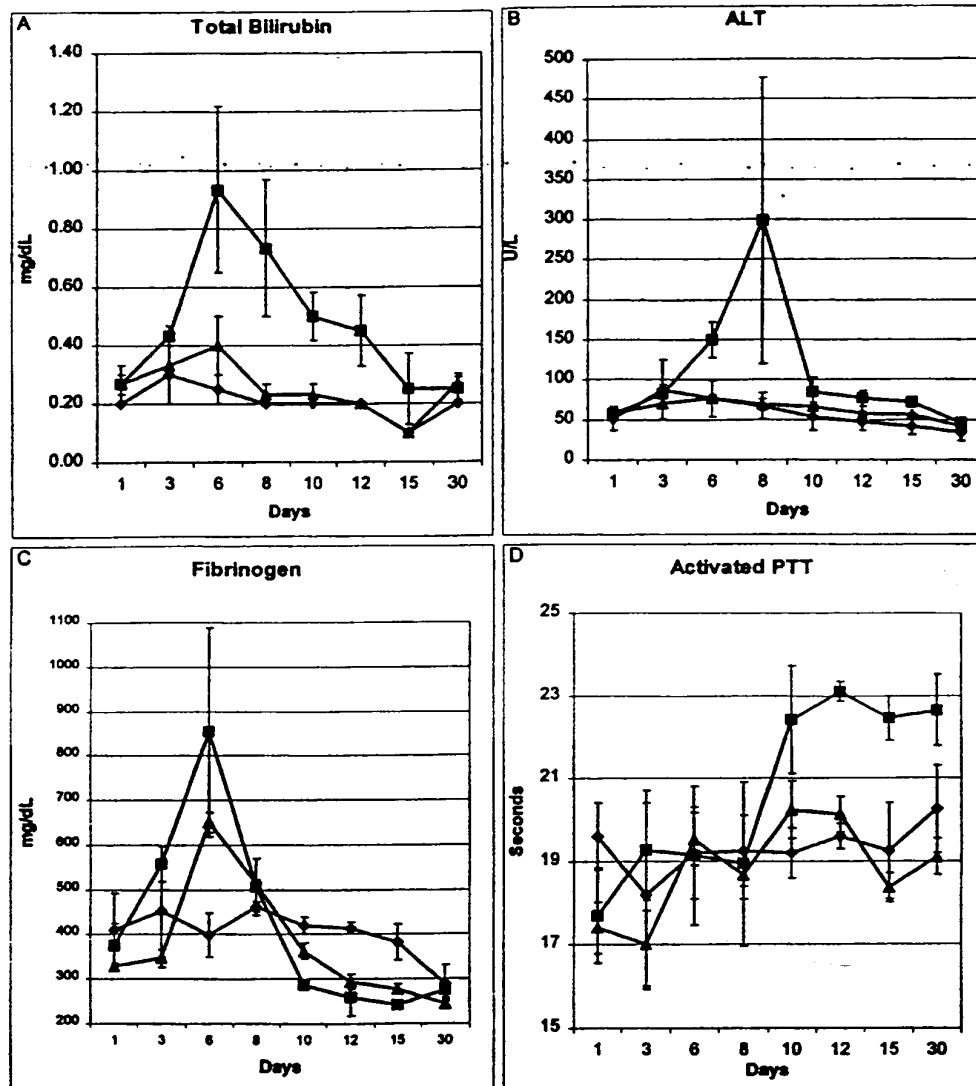 A
Total Bilirubin
1.40
1.20
1.00
0.80
0.60
0.40
0.20
0.00
mg/dL
1 3 6 8 10 12 15 30
Days
B
ALT
500
450
400
350
300
250
200
150
100
50
0
U/L
1 3 6 8 10 12 15 30
Days
C
Fibrinogen
1100
1000
900
800
700
600
500
400
300
200
mg/dL
1 3 6 8 10 12 15 30
Days
D
Activated PTT
25
23
21
19
17
15
Seconds
1 3 6 8 10 12 15 30
Days